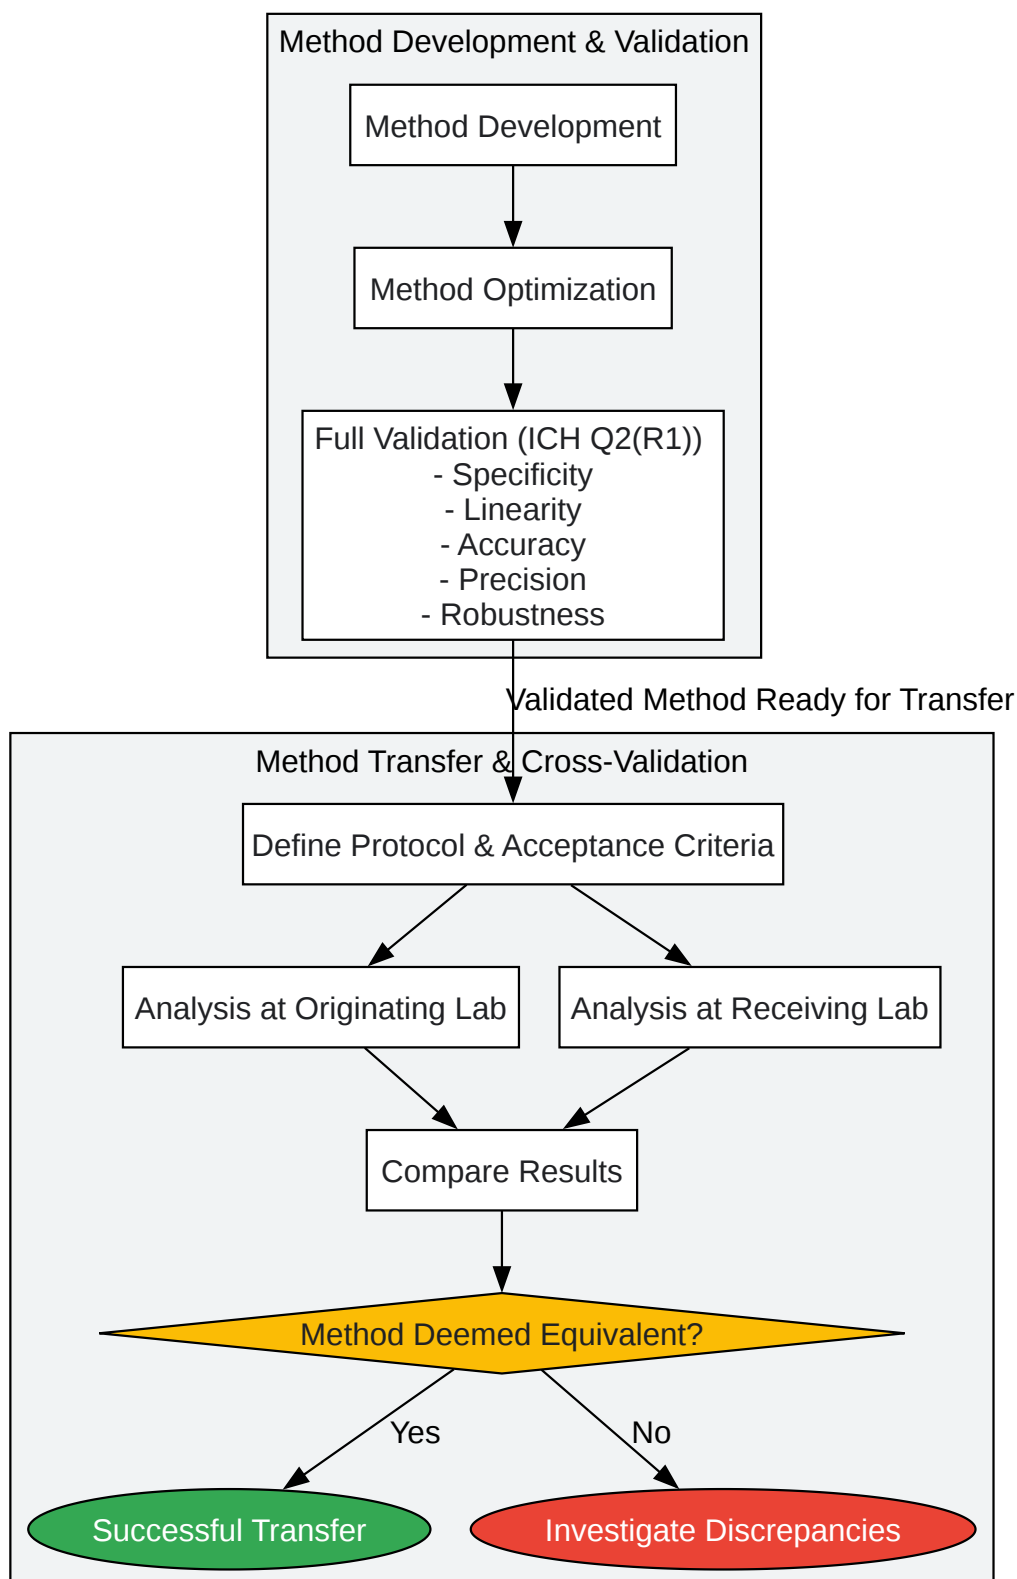 Method Development & Validation
Method Development
Method Optimization
Full Validation (ICH Q2(R1))
- Specificity
- Linearity
- Accuracy
- Precision
- Robustness
Validated Method Ready for Transfer
Method Transfer & Cross-Validation
Define Protocol & Acceptance Criteria
Analysis at Originating Lab
Analysis at Receiving Lab
Compare Results
Method Deemed Equivalent?
Yes
No
Successful Transfer
Investigate Discrepancies